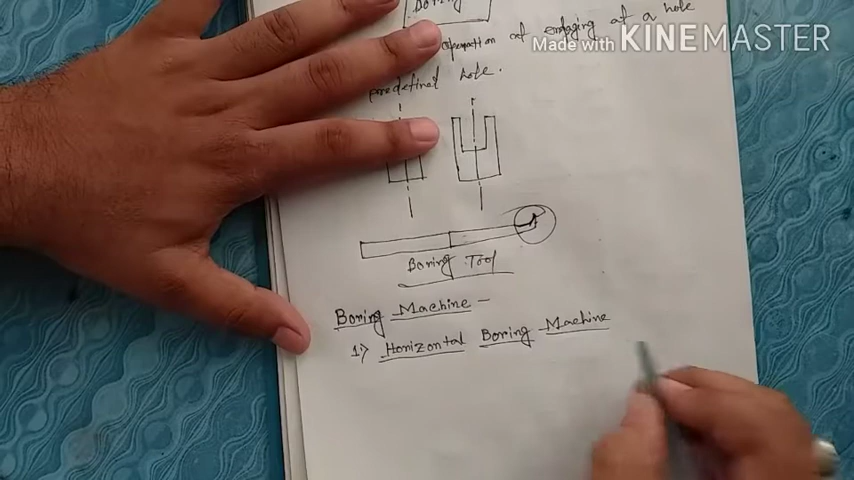 Boring
operation of enlarging of a hole
Made with KINEMASTER
predefined hole.
Boring Tool
Boring Machine -
1:) Horizontal Boring Machine